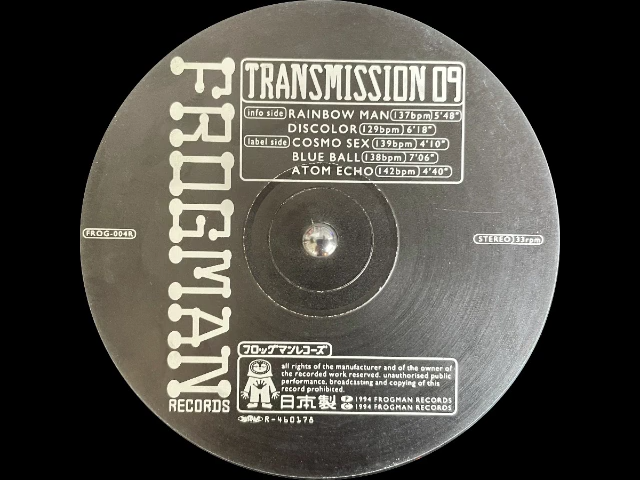 FROGMAN
RECORDS
TRANSMISSION 09
info side RAINBOW MAN 137bpm 5'48"
DISCOLOR 129bpm 6'18"
label side COSMO SEX 139bpm 4'10"
BLUE BALL 138bpm 7'06"
ATOM ECHO 142bpm 4'40"
FROG-004R
STEREO 33rpm
フロッグマンレコーズ
all rights of the manufacturer and of the owner of
the recorded work reserved. unauthorised public
performance, broadcasting and copying of this
record prohibited.
日本製 Ⓟ 1994 FROGMAN RECORDS
© 1994 FROGMAN RECORDS
R-460178